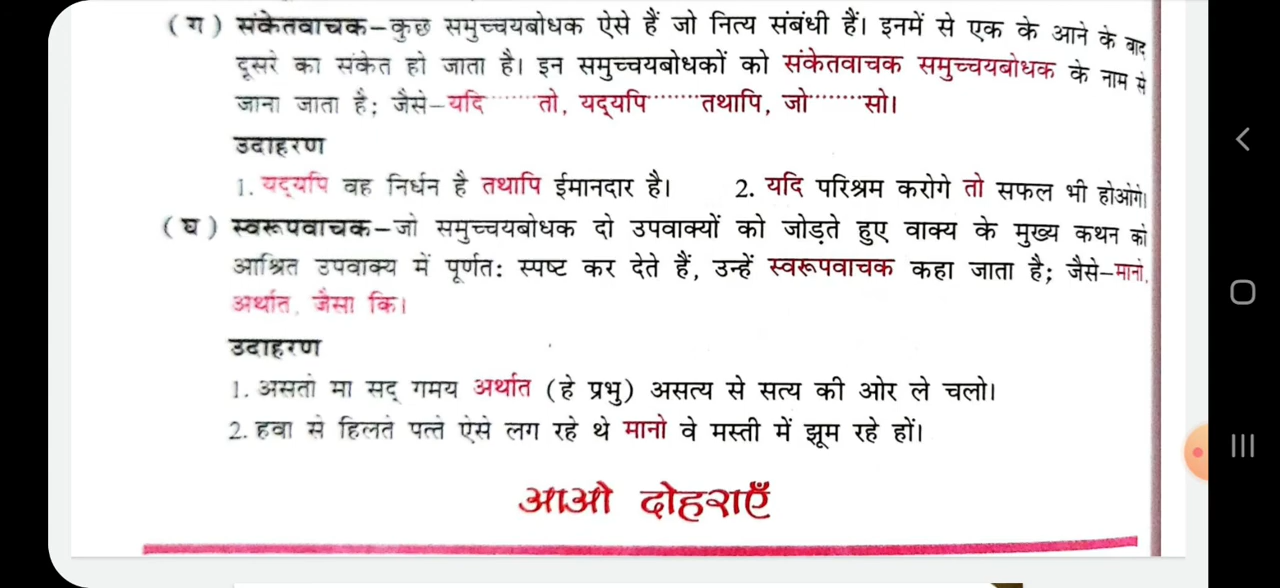 (ग) संकेतवाचक–कुछ समुच्चयबोधक ऐसे हैं जो नित्य संबंधी हैं। इनमें से एक के आने के बाद
दूसरे का संकेत हो जाता है। इन समुच्चयबोधकों को संकेतवाचक समुच्चयबोधक के नाम से
जाना जाता है; जैसे–यदि ...... तो, यद्यपि ....... तथापि, जो ....... सो।
उदाहरण
1. यद्यपि वह निर्धन है तथापि ईमानदार है। 2. यदि परिश्रम करोगे तो सफल भी होओगे।
(घ) स्वरूपवाचक–जो समुच्चयबोधक दो उपवाक्यों को जोड़ते हुए वाक्य के मुख्य कथन को
आश्रित उपवाक्य में पूर्णत: स्पष्ट कर देते हैं, उन्हें स्वरूपवाचक कहा जाता है; जैसे–मानो,
अर्थात, जैसा कि।
उदाहरण
1. असतो मा सद् गमय अर्थात (हे प्रभु) असत्य से सत्य की ओर ले चलो।
2. हवा से हिलते पत्ते ऐसे लग रहे थे मानो वे मस्ती में झूम रहे हों।
आओ दोहराएँ